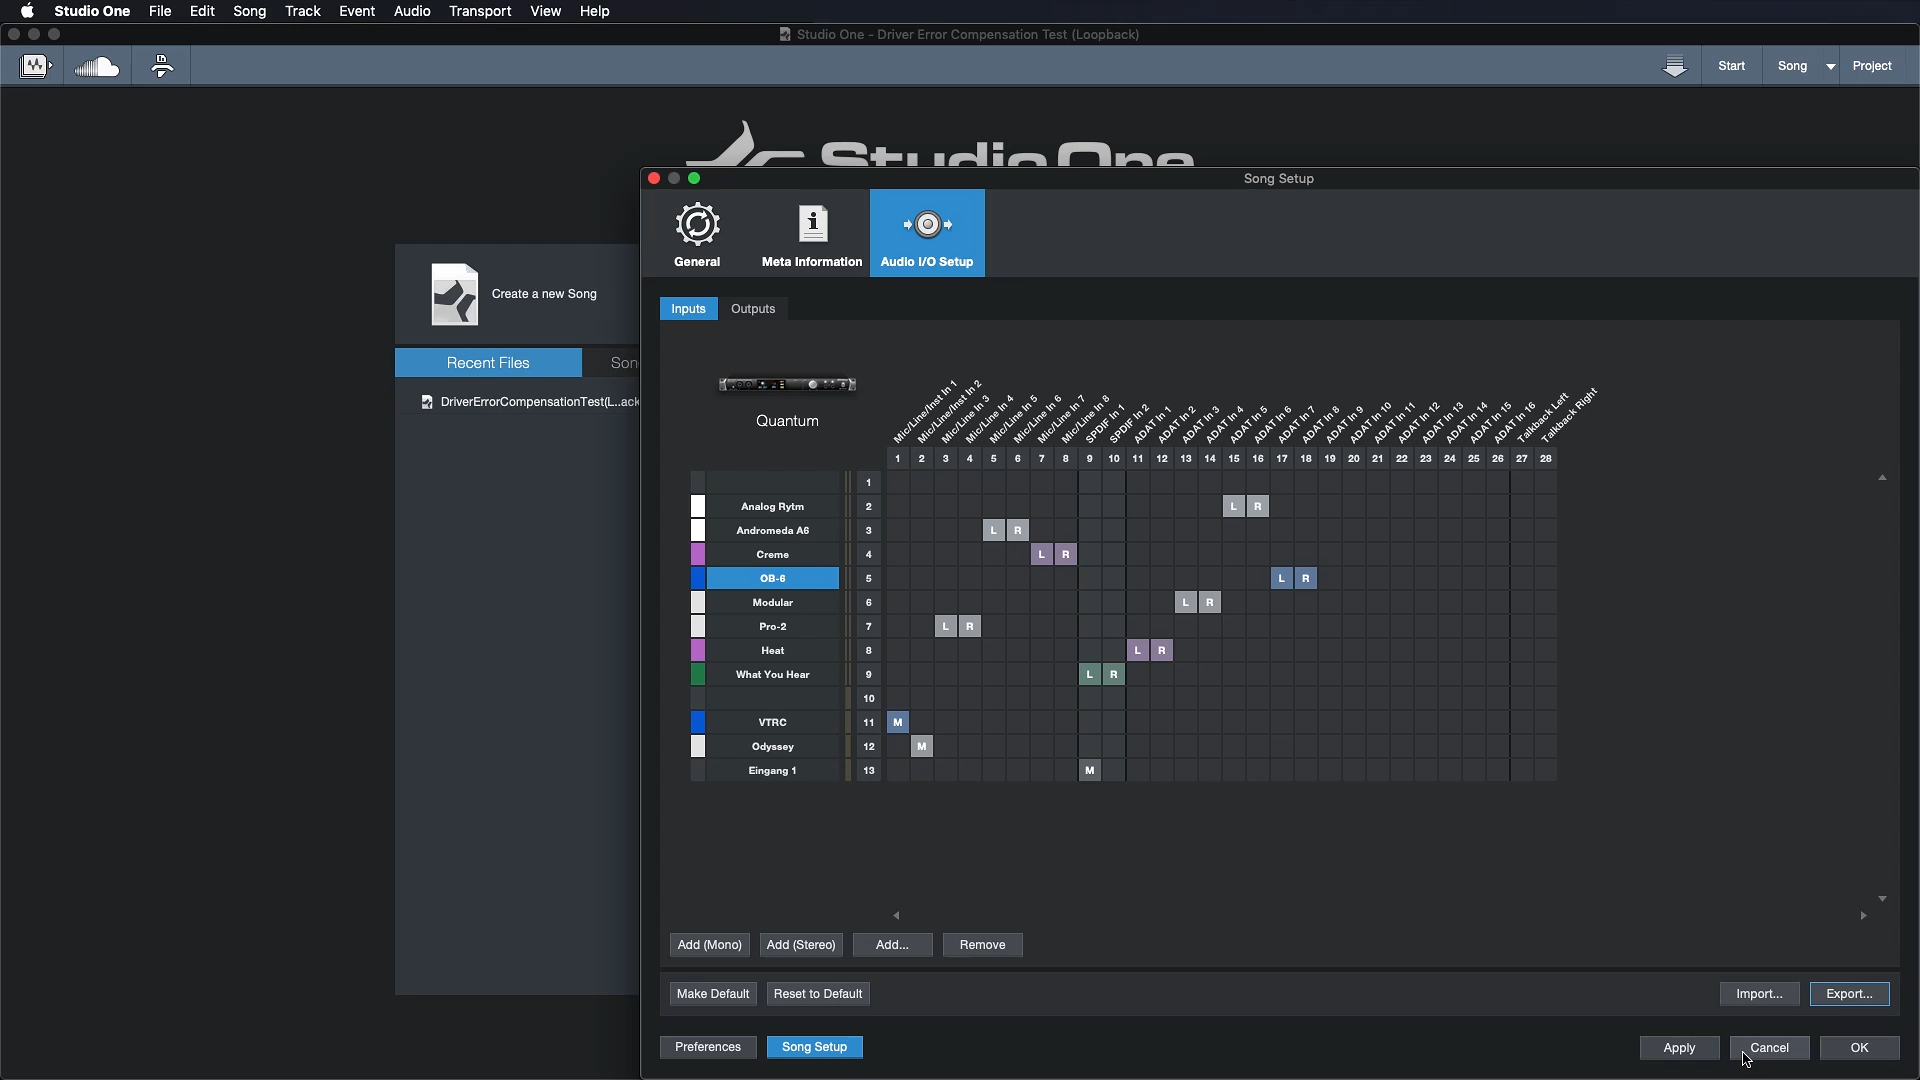 Studio One File Edit Song Track Event Audio Transport View Help
Studio One - Driver Error Compensation Test (Loopback)
Start Song Project
Studio One
Song Setup
General Meta Information Audio I/O Setup
Create a new Song
Inputs Outputs
Recent Files Son
DriverErrorCompensationTest(L...ack
Quantum
Mic/Line/Inst In 1
Mic/Line/Inst In 2
Mic/Line In 3
Mic/Line In 4
Mic/Line In 5
Mic/Line In 6
Mic/Line In 7
Mic/Line In 8
SPDIF In 1
SPDIF In 2
ADAT In 1
ADAT In 2
ADAT In 3
ADAT In 4
ADAT In 5
ADAT In 6
ADAT In 7
ADAT In 8
ADAT In 9
ADAT In 10
ADAT In 11
ADAT In 12
ADAT In 13
ADAT In 14
ADAT In 15
ADAT In 16
Talkback Left
Talkback Right
1 2 3 4 5 6 7 8 9 10 11 12 13 14 15 16 17 18 19 20 21 22 23 24 25 26 27 28
1
Analog Rytm 2 L R
Andromeda A6 3 L R
Creme 4 L R
OB-6 5 L R
Modular 6 L R
Pro-2 7 L R
Heat 8 L R
What You Hear 9 L R
10
VTRC 11 M
Odyssey 12 M
Eingang 1 13 M
Add (Mono) Add (Stereo) Add... Remove
Make Default Reset to Default Import... Export...
Preferences Song Setup Apply Cancel OK